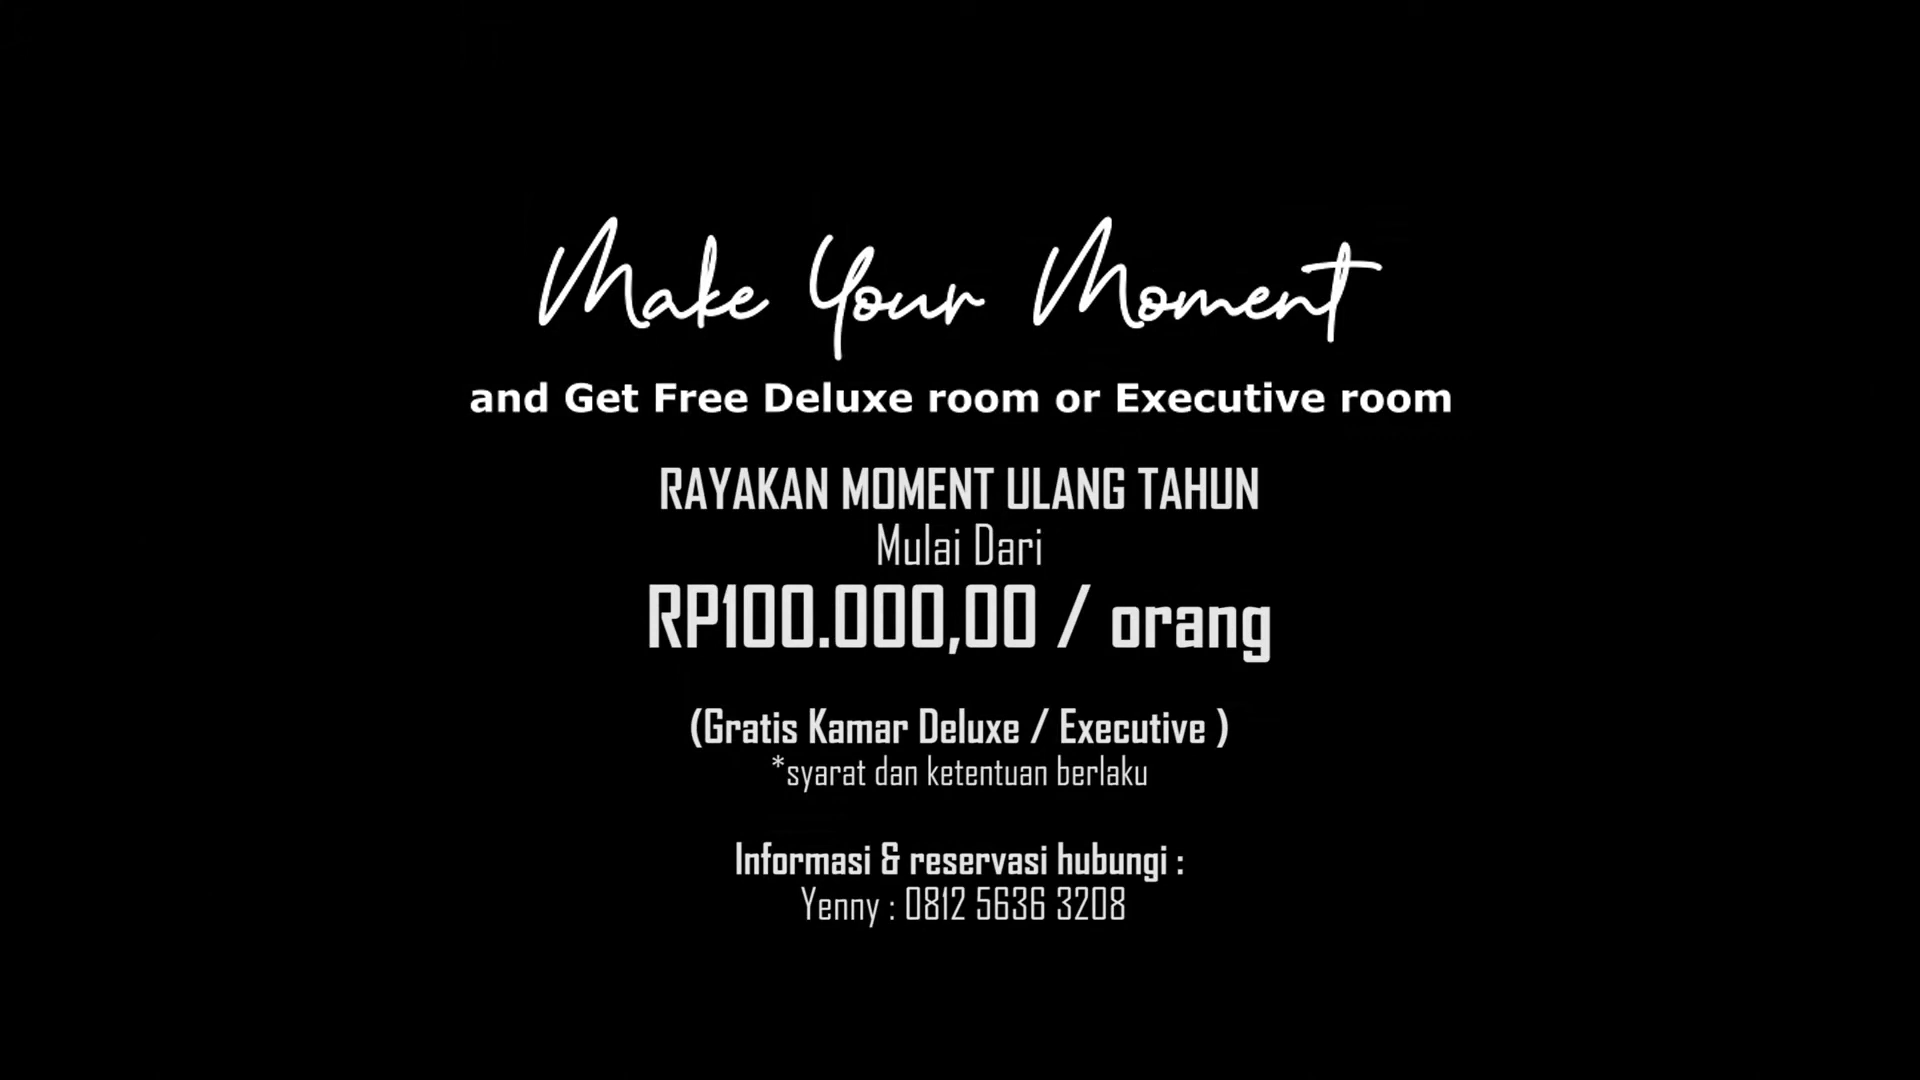 Make Your Moment
and Get Free Deluxe room or Executive room
RAYAKAN MOMENT ULANG TAHUN
Mulai Dari
RP100.000,00 / orang
(Gratis Kamar Deluxe / Executive )
*syarat dan ketentuan berlaku
Informasi & reservasi hubungi :
Yenny : 0812 5636 3208